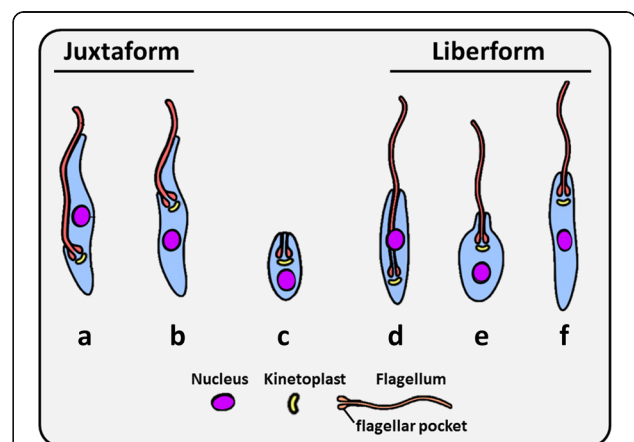 Juxtaform Liberform
a b c d e f
Nucleus Kinetoplast Flagellum
flagellar pocket